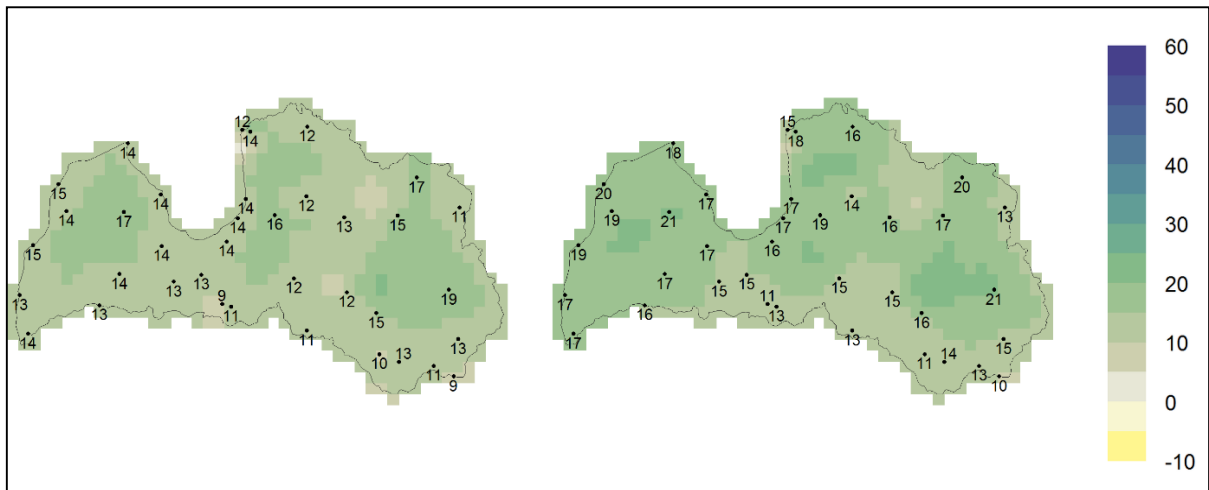 12 14 12 15 18 16
14 17 18 20
15 14 17 14 14 12 11 20 19 21 17 17 14 13
14 16 13 15 17 19 16 17
15 14 14 19 17 16
14 13 13 12 12 19 17 15 15 15 15 21
13 13 9 11 15 17 16 11 13 16
14 11 17 13
10 13 13 11 9 11 14 15 13 10
60
50
40
30
20
10
0
-10